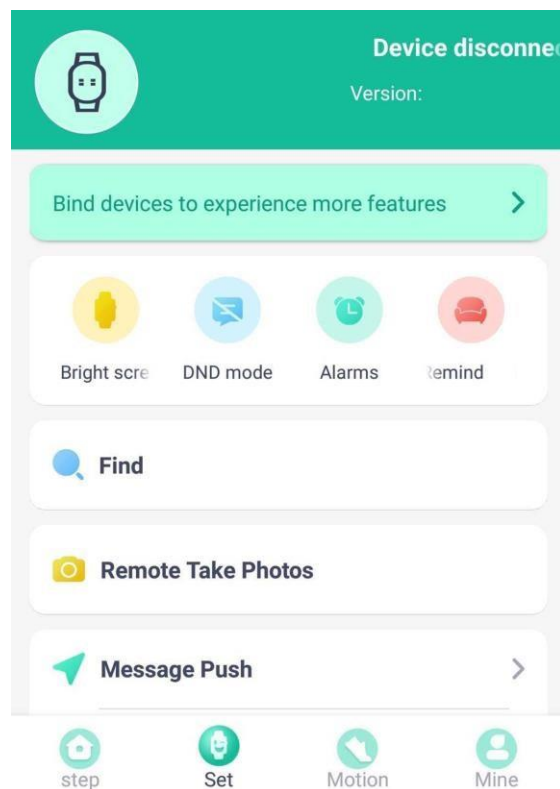 Device disconne
Version:
Bind devices to experience more features
Bright scre
DND mode
Alarms
Remind
Find
Remote Take Photos
Message Push
step
Set
Motion
Mine